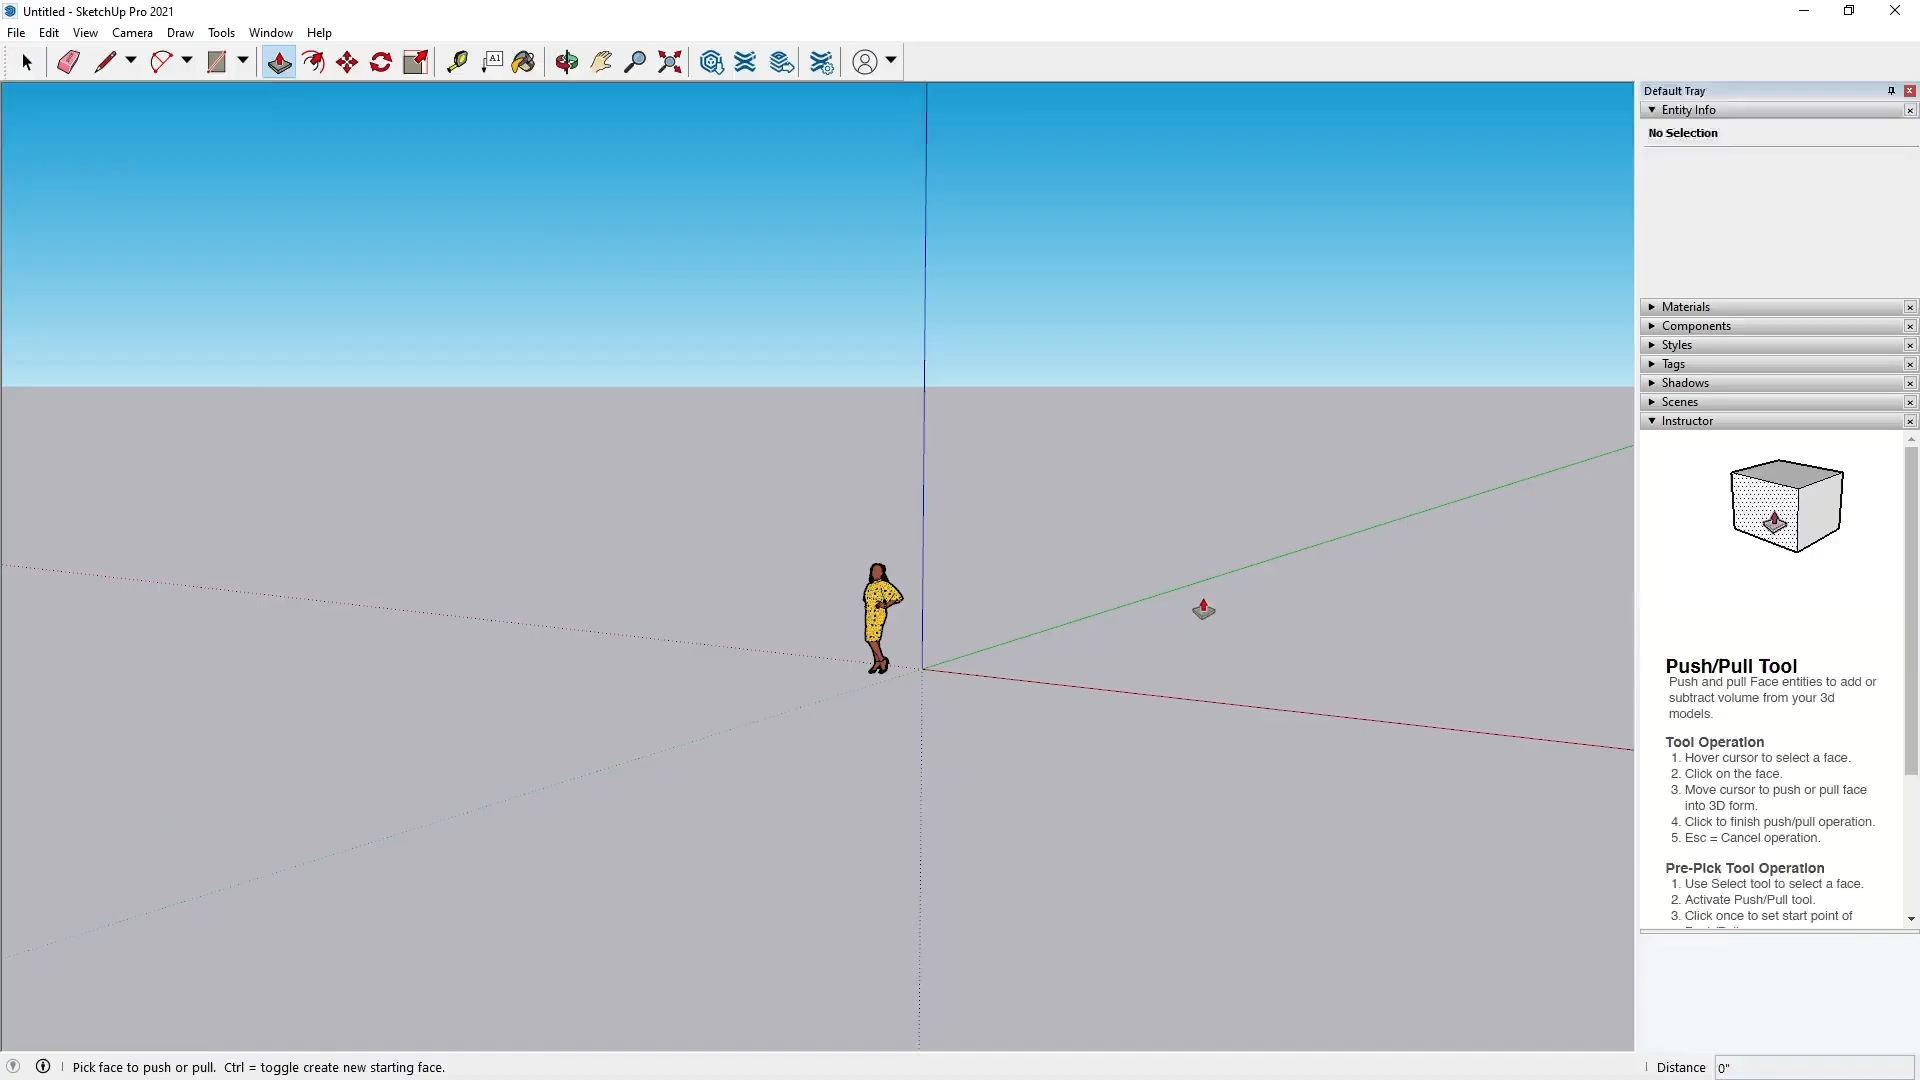 Untitled - SketchUp Pro 2021
File Edit View Camera Draw Tools Window Help
A1
Default Tray
Entity Info
No Selection
Materials
Components
Styles
Tags
Shadows
Scenes
Instructor
Push/Pull Tool
Push and pull Face entities to add or
subtract volume from your 3d
models.
Tool Operation
1. Hover cursor to select a face.
2. Click on the face.
3. Move cursor to push or pull face
into 3D form.
4. Click to finish push/pull operation.
5. Esc = Cancel operation.
Pre-Pick Tool Operation
1. Use Select tool to select a face.
2. Activate Push/Pull tool.
3. Click once to set start point of
Pick face to push or pull. Ctrl = toggle create new starting face.
Distance 0"